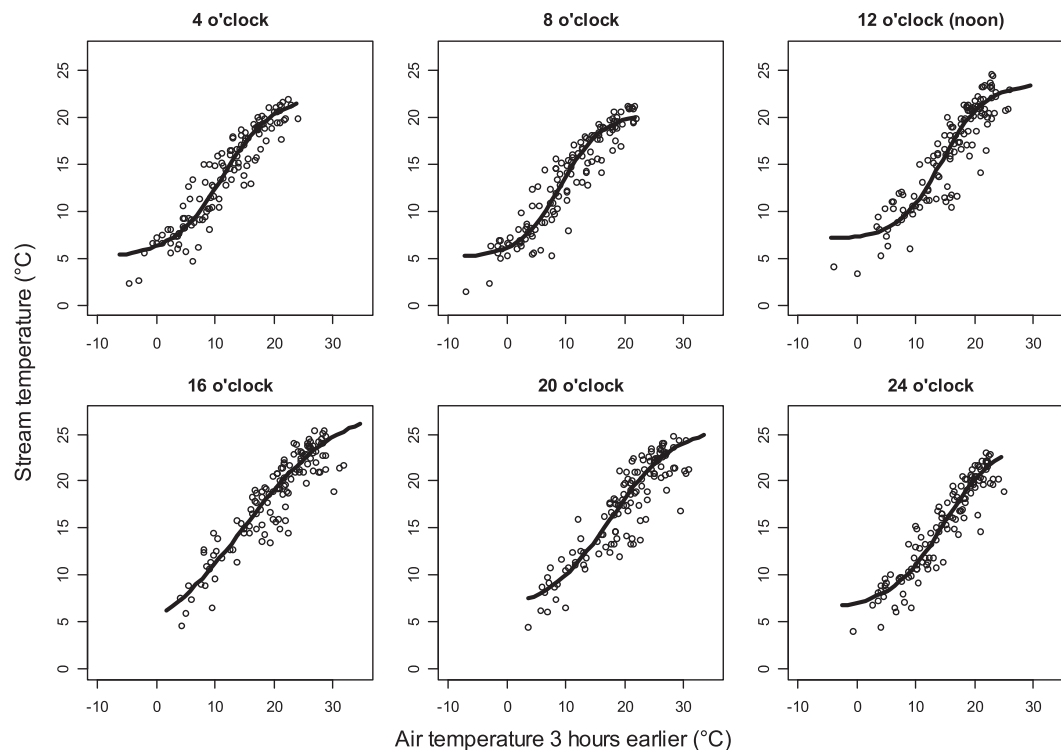 4 o'clock
8 o'clock
12 o'clock (noon)
25
20
15
10
5
0
-10 0 10 20 30
25
20
15
10
5
0
-10 0 10 20 30
25
20
15
10
5
0
-10 0 10 20 30
Stream temperature (°C)
16 o'clock
20 o'clock
24 o'clock
25
20
15
10
5
0
-10 0 10 20 30
25
20
15
10
5
0
-10 0 10 20 30
25
20
15
10
5
0
-10 0 10 20 30
Air temperature 3 hours earlier (°C)